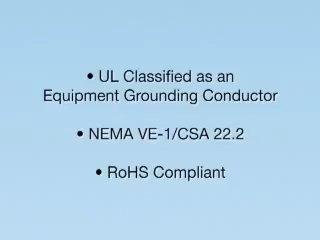 • UL Classified as an
Equipment Grounding Conductor
• NEMA VE-1/CSA 22.2
• RoHS Compliant